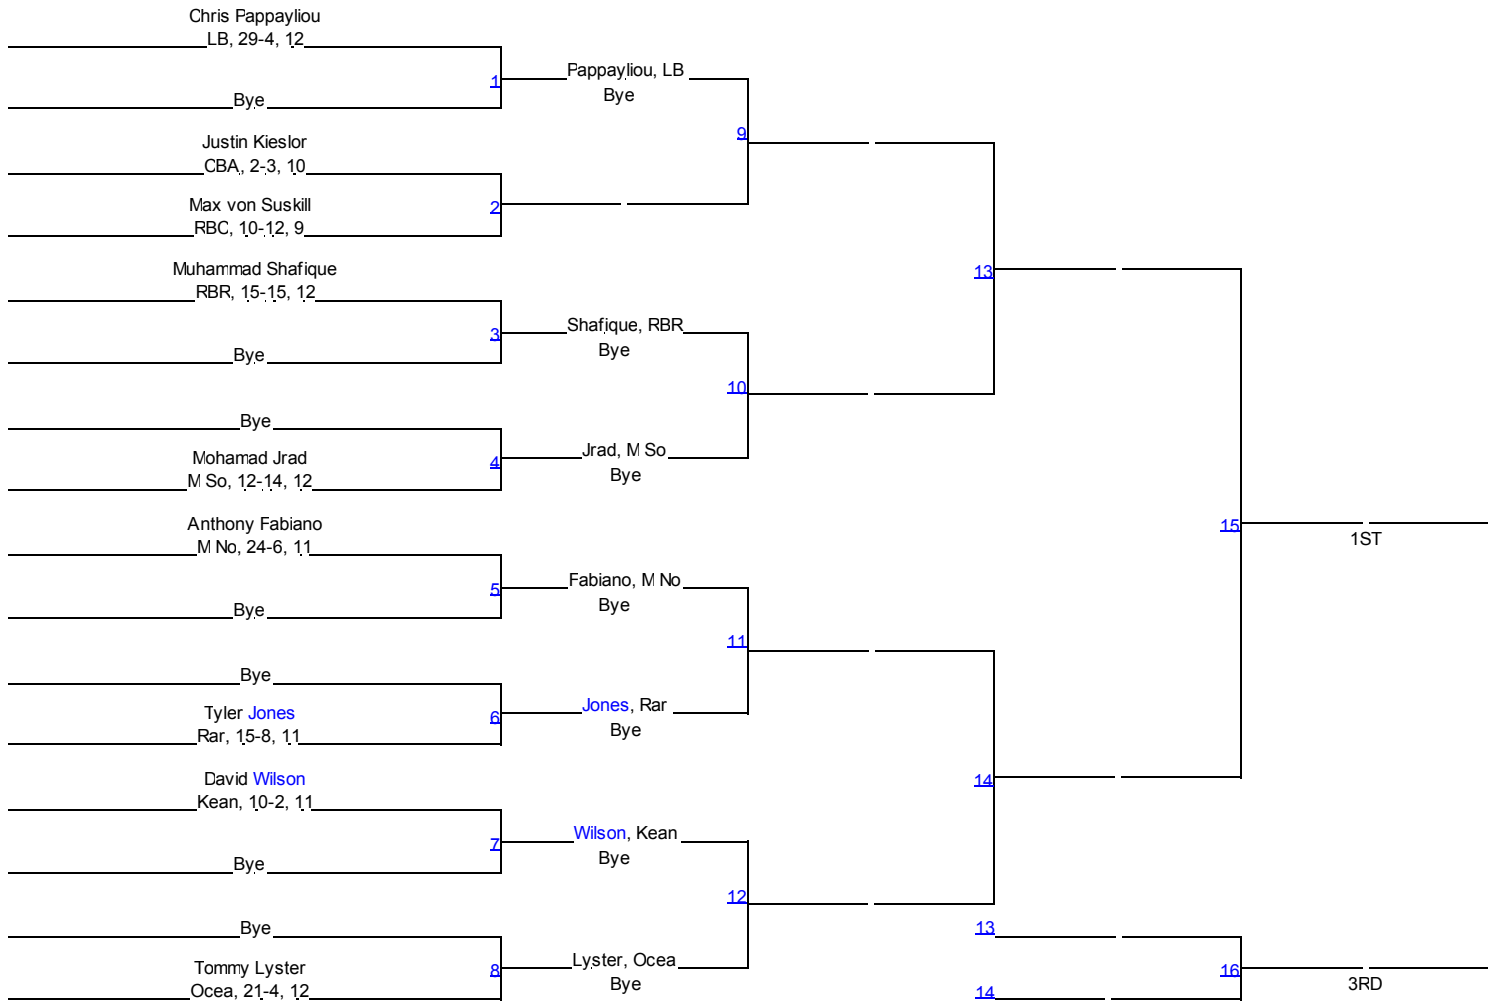 Chris Pappayliou
LB, 29-4, 12
1
Pappayliou, LB
Bye
Bye
9
Justin Kieslor
CBA, 2-3, 10
2
Max von Suskill
RBC, 10-12, 9
13
Muhammad Shafique
RBR, 15-15, 12
3
Shafique, RBR
Bye
Bye
10
Bye
4
Jrad, M So
Bye
Mohamad Jrad
M So, 12-14, 12
15
1ST
Anthony Fabiano
M No, 24-6, 11
5
Fabiano, M No
Bye
Bye
11
Bye
6
Jones, Rar
Bye
Tyler Jones
Rar, 15-8, 11
14
David Wilson
Kean, 10-2, 11
7
Wilson, Kean
Bye
Bye
12
Bye
8
Lyster, Ocea
Bye
Tommy Lyster
Ocea, 21-4, 12
13
16
3RD
14